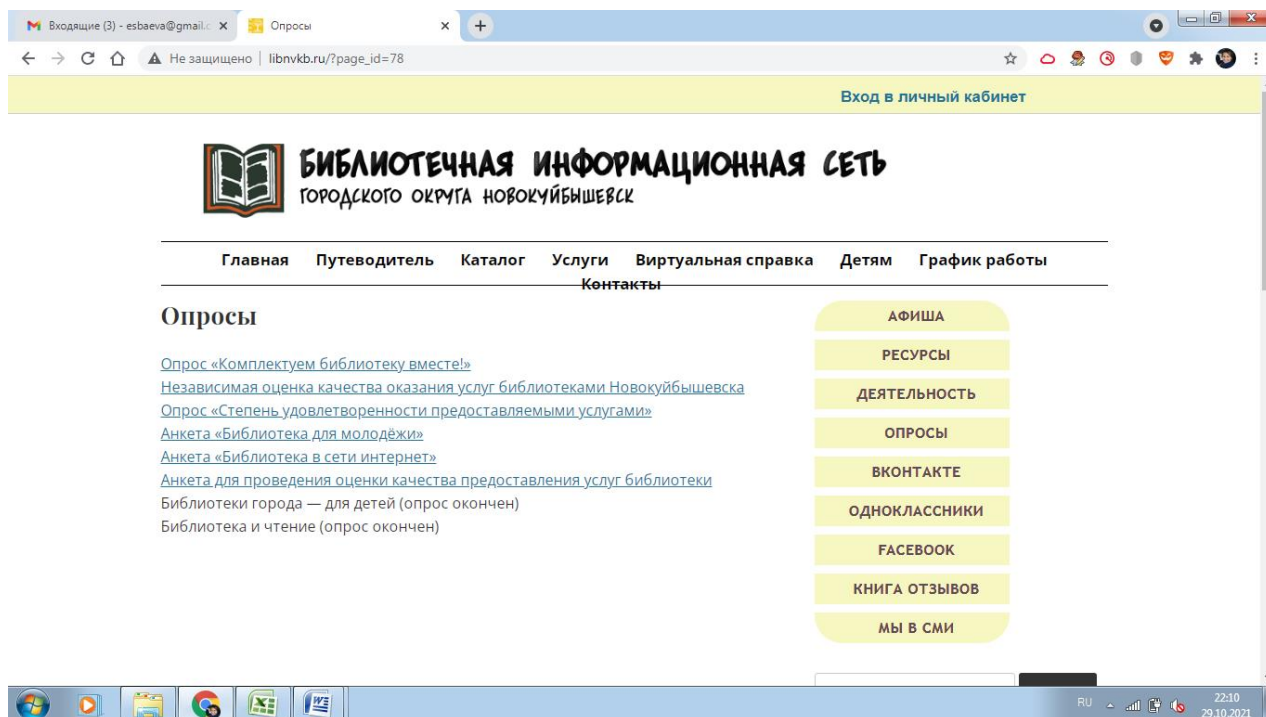 Входящие (3) - esbaeva@gmail.c
Опросы
Не защищено | libnvkb.ru/?page_id=78
Вход в личный кабинет
БИБЛИОТЕЧНАЯ ИНФОРМАЦИОННАЯ СЕТЬ
ГОРОДСКОГО ОКРУГА НОВОКУЙБЫШЕВСК
Главная Путеводитель Каталог Услуги Виртуальная справка Детям График работы
Контакты
Опросы
Опрос «Комплектуем библиотеку вместе!»
Независимая оценка качества оказания услуг библиотеками Новокуйбышевска
Опрос «Степень удовлетворенности предоставляемыми услугами»
Анкета «Библиотека для молодёжи»
Анкета «Библиотека в сети интернет»
Анкета для проведения оценки качества предоставления услуг библиотеки
Библиотеки города — для детей (опрос окончен)
Библиотека и чтение (опрос окончен)
АФИША
РЕСУРСЫ
ДЕЯТЕЛЬНОСТЬ
ОПРОСЫ
ВКОНТАКТЕ
ОДНОКЛАССНИКИ
FACEBOOK
КНИГА ОТЗЫВОВ
МЫ В СМИ
RU
22:10
29.10.2021